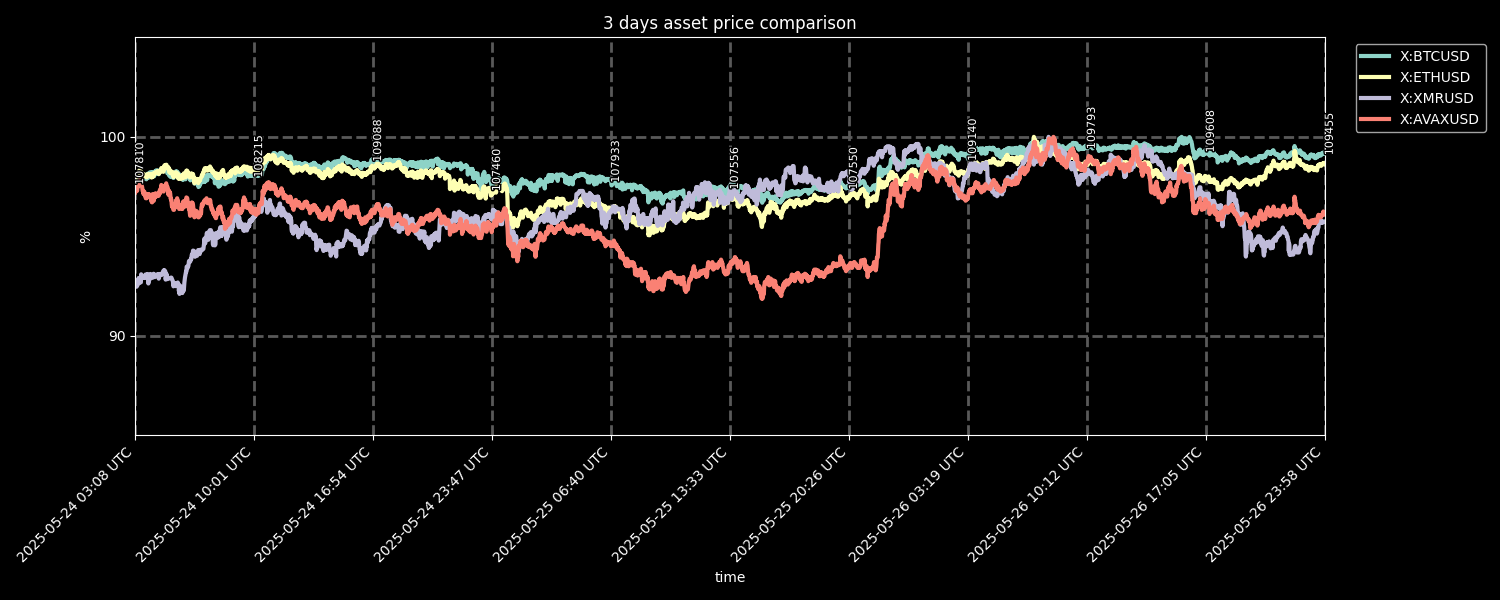 3 days asset price comparison
X:BTCUSD
X:ETHUSD
X:XMRUSD
X:AVAXUSD
100
90
%
107810
108215
109088
107460
107933
107556
107550
109140
109793
109608
109455
2025-05-24 03:08 UTC
2025-05-24 10:01 UTC
2025-05-24 16:54 UTC
2025-05-24 23:47 UTC
2025-05-25 06:40 UTC
2025-05-25 13:33 UTC
2025-05-25 20:26 UTC
2025-05-26 03:19 UTC
2025-05-26 10:12 UTC
2025-05-26 17:05 UTC
2025-05-26 23:58 UTC
time